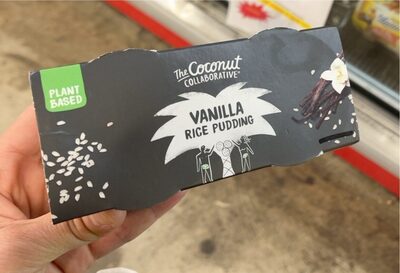 PLANT
BASED
The Coconut
COLLABORATIVE
VANILLA
RICE PUDDING